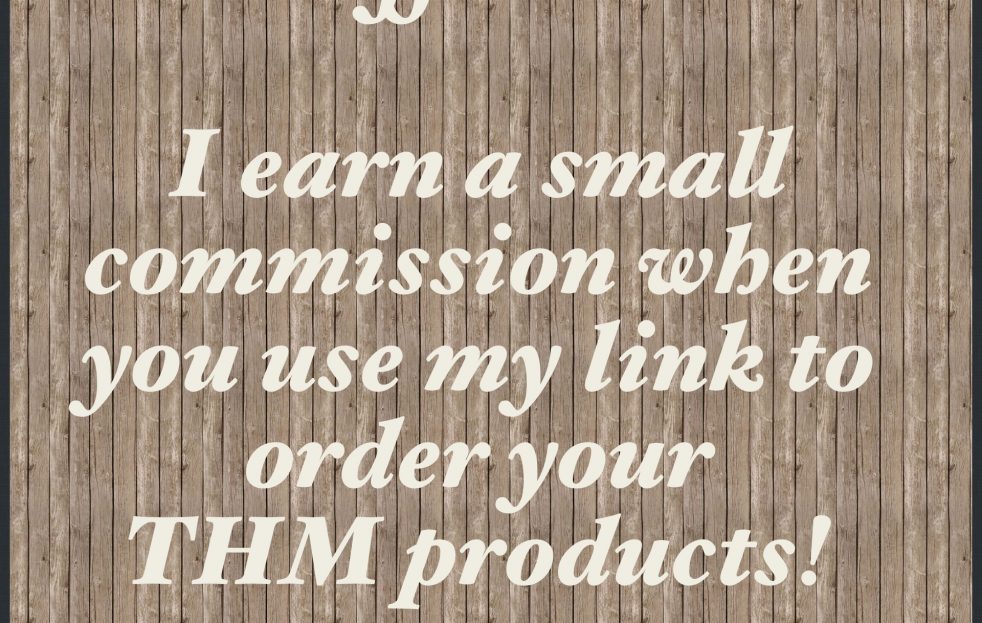 I earn a small
commission when
you use my link to
order your
THM products!